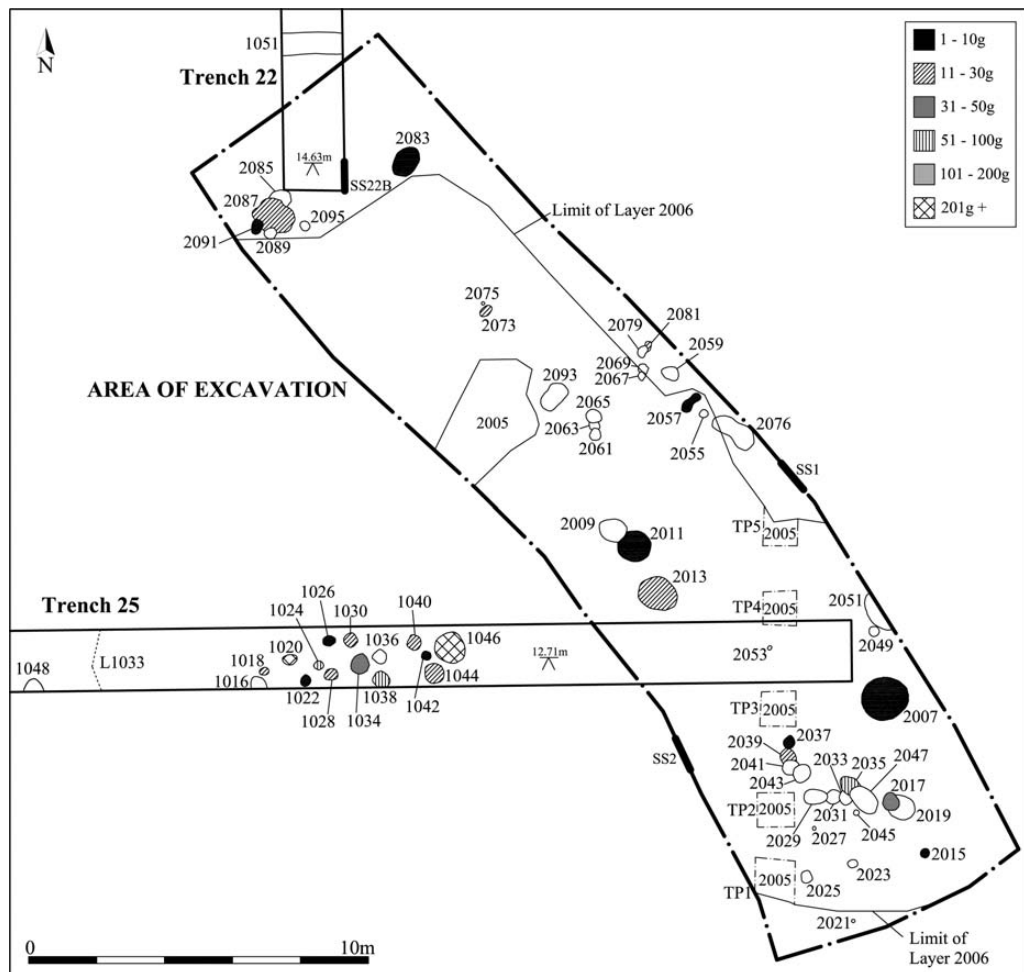 1051
Trench 22
N
1 - 10g
11 - 30g
31 - 50g
51 - 100g
101 - 200g
201g +
2083
14.63m
SS22B
2085
2087
2095
2091
2089
Limit of Layer 2006
2075
2073
2081
2079
2059
2069
2067
AREA OF EXCAVATION
2093
2065
2057
2076
2005
2063
2061
2055
SS1
2009
2011
TP5
2005
2013
Trench 25
1026
1030
1040
TP4
2005
2051
1024
1036
1046
2049
1020
1018
L1033
12.71m
2053
1048
1016
1044
1022
1038
1042
1028
1034
TP3
2005
2007
2037
2039
2033
2035
2047
2041
2017
SS2
2043
TP2
2005
2031
2019
2029
2045
2027
2015
2023
TP1
2005
2025
2021
Limit of
Layer 2006
0
10m